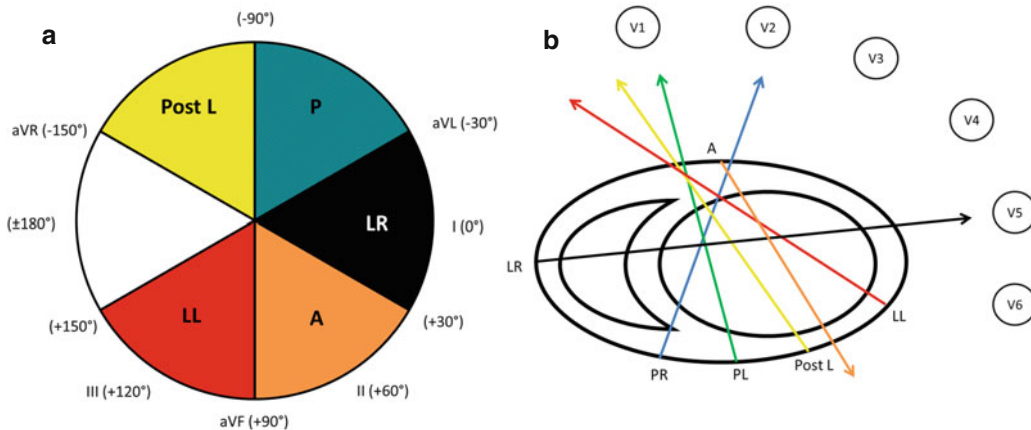 a
(-90°)
Post L
P
aVR (-150°)
aVL (-30°)
(±180°)
LR
I (0°)
LL
A
(+150°)
(+30°)
III (+120°)
II (+60°)
aVF (+90°)
b
V1
V2
V3
V4
A
V5
LR
V6
LL
PR
PL
Post L